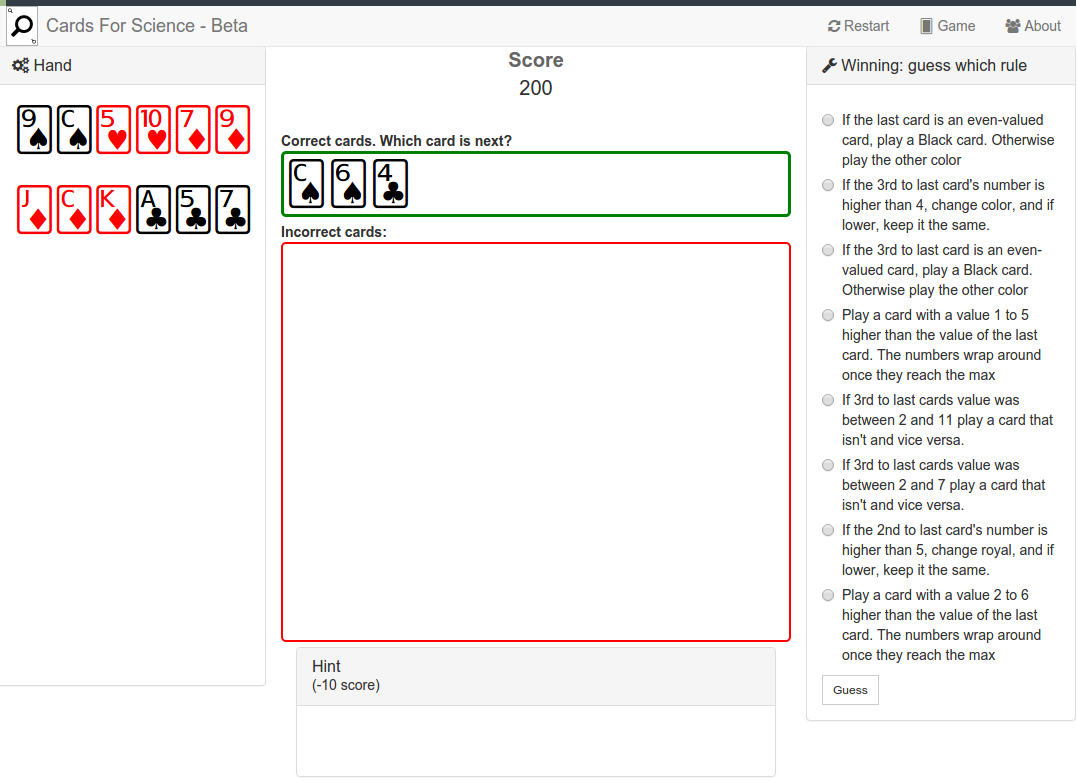 Cards For Science - Beta
Restart
Game
About
Hand
9 C 5 10 7 9
J C K A 5 7
Score
200
Correct cards. Which card is next?
C 6 4
Incorrect cards:
Hint
(-10 score)
Winning: guess which rule
If the last card is an even-valued
card, play a Black card. Otherwise
play the other color
If the 3rd to last card's number is
higher than 4, change color, and if
lower, keep it the same.
If the 3rd to last card is an even-
valued card, play a Black card.
Otherwise play the other color
Play a card with a value 1 to 5
higher than the value of the last
card. The numbers wrap around
once they reach the max
If 3rd to last cards value was
between 2 and 11 play a card that
isn't and vice versa.
If 3rd to last cards value was
between 2 and 7 play a card that
isn't and vice versa.
If the 2nd to last card's number is
higher than 5, change royal, and if
lower, keep it the same.
Play a card with a value 2 to 6
higher than the value of the last
card. The numbers wrap around
once they reach the max
Guess